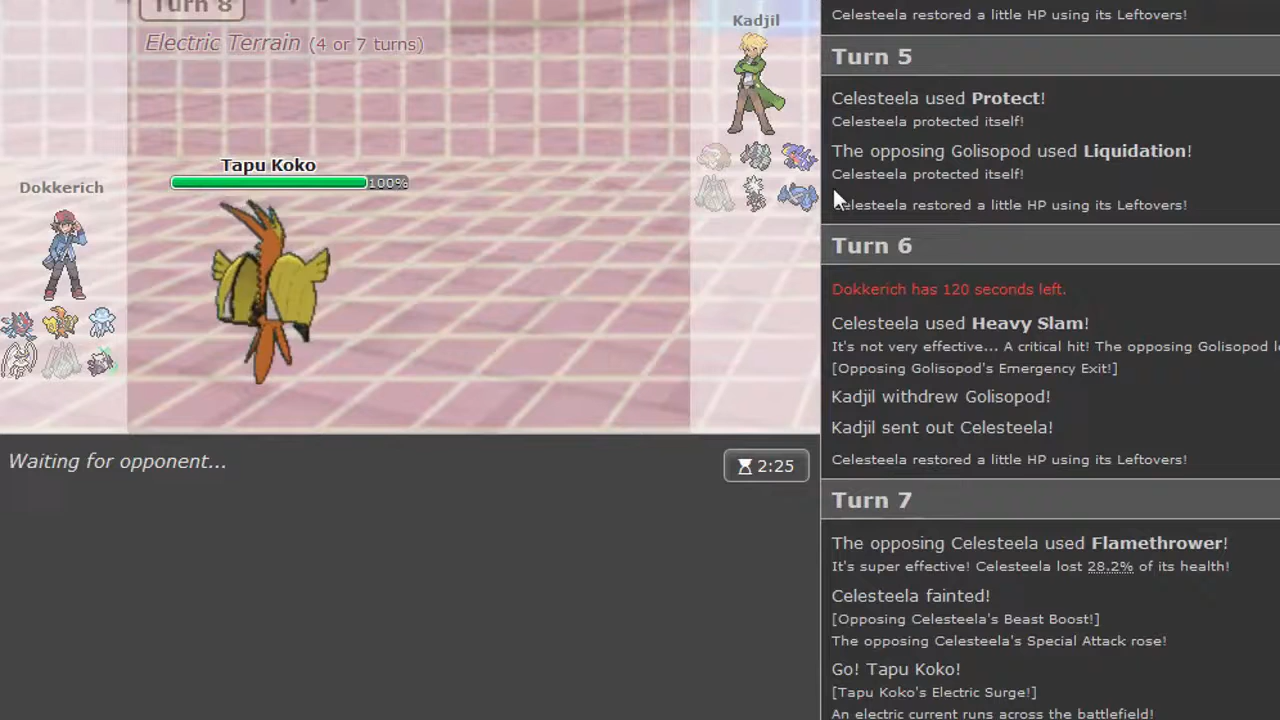 Turn 8
Electric Terrain (4 or 7 turns)
Kadjil
Tapu Koko
100%
Dokkerich
Waiting for opponent...
2:25
Celesteela restored a little HP using its Leftovers!
Turn 5
Celesteela used Protect!
Celesteela protected itself!
The opposing Golisopod used Liquidation!
Celesteela protected itself!
Celesteela restored a little HP using its Leftovers!
Turn 6
Dokkerich has 120 seconds left.
Celesteela used Heavy Slam!
It's not very effective... A critical hit! The opposing Golisopod
[Opposing Golisopod's Emergency Exit!]
Kadjil withdrew Golisopod!
Kadjil sent out Celesteela!
Celesteela restored a little HP using its Leftovers!
Turn 7
The opposing Celesteela used Flamethrower!
It's super effective! Celesteela lost 28.2% of its health!
Celesteela fainted!
[Opposing Celesteela's Beast Boost!]
The opposing Celesteela's Special Attack rose!
Go! Tapu Koko!
[Tapu Koko's Electric Surge!]
An electric current runs across the battlefield!